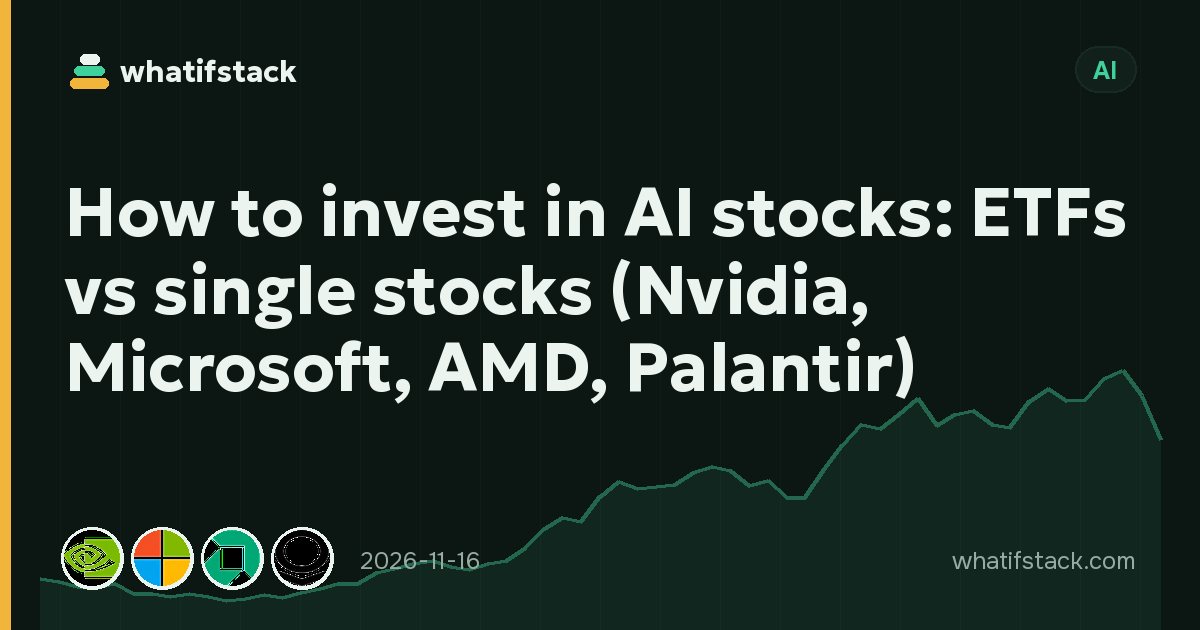 whatifstack
AI
How to invest in AI stocks: ETFs
vs single stocks (Nvidia,
Microsoft, AMD, Palantir)
2026-11-16
whatifstack.com